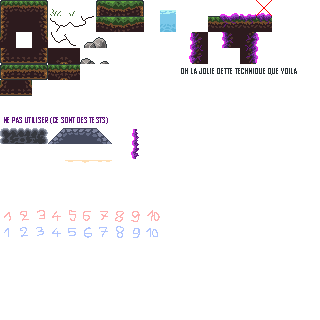 OH LA JOLIE DETTE TECHNIQUE QUE VOILA
NE PAS UTILISER (CE SONT DES TESTS)
1 2 3 4 5 6 7 8 9 10
1 2 3 4 5 6 7 8 9 10